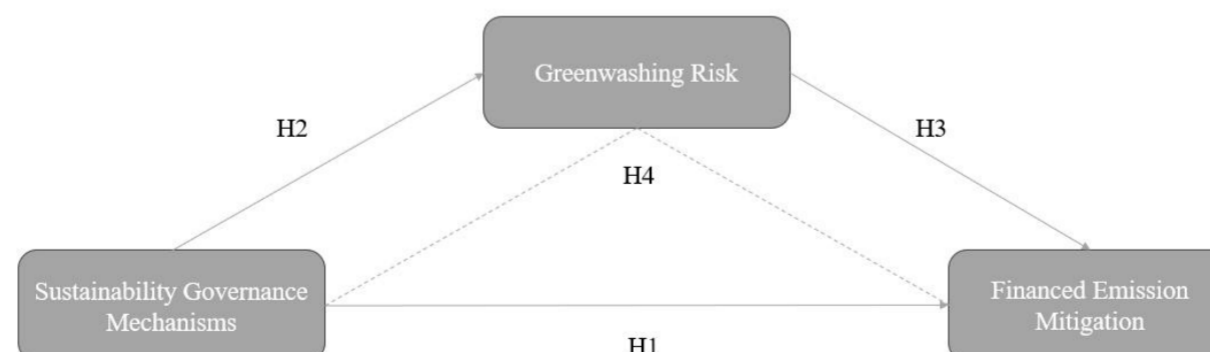 Greenwashing Risk
H2
H3
H4
Sustainability Governance
Mechanisms
Financed Emission
Mitigation
H1